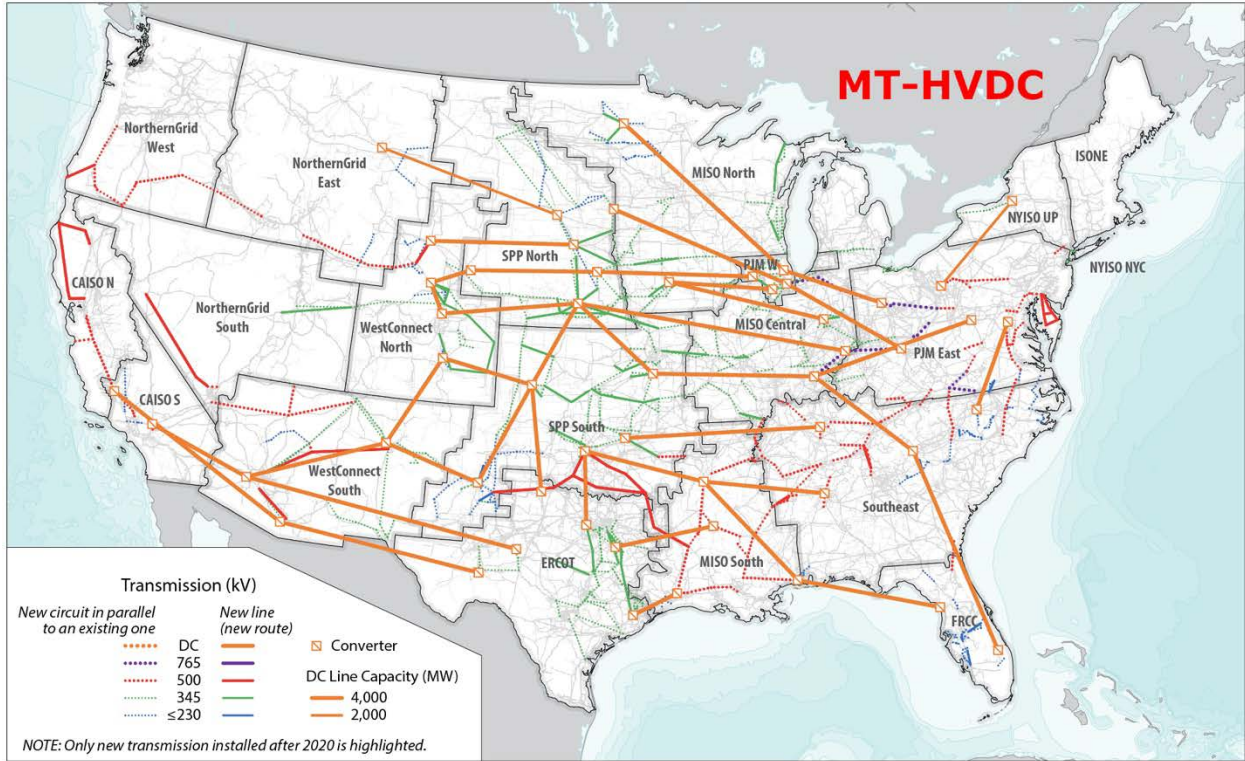 MT-HVDC
NorthernGrid
West
NorthernGrid
East
MISO North
ISONE
NYISO UP
NYISO NYC
CAISO N
SPP North
PJM W
NorthernGrid
South
WestConnect
North
MISO Central
PJM East
CAISO S
SPP South
WestConnect
South
Southeast
ERCOT
MISO South
FRCC
Transmission (kV)
New circuit in parallel
to an existing one
New line
(new route)
DC
765
500
345
≤230
Converter
DC Line Capacity (MW)
4,000
2,000
NOTE: Only new transmission installed after 2020 is highlighted.